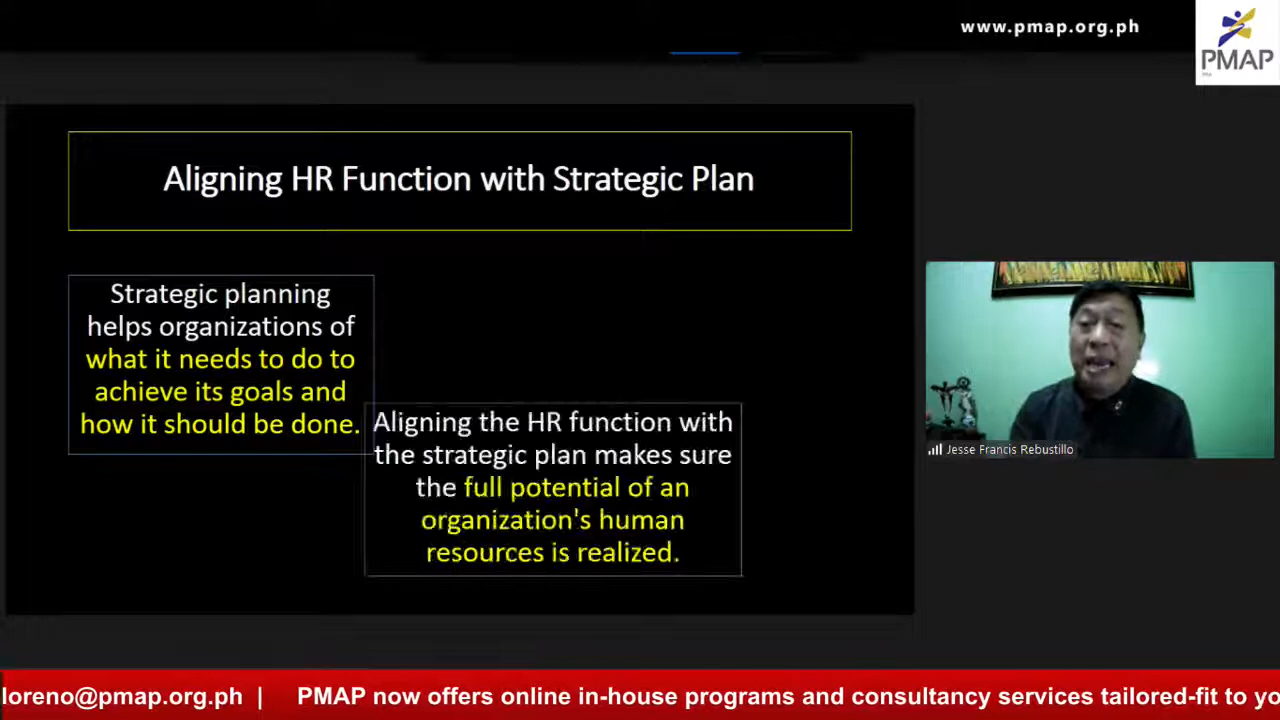 www.pmap.org.ph
PMAP
Aligning HR Function with Strategic Plan
Strategic planning
helps organizations of
what it needs to do to
achieve its goals and
how it should be done.
Aligning the HR function with
the strategic plan makes sure
the full potential of an
organization's human
resources is realized.
Jesse Francis Rebustillo
loreno@pmap.org.ph | PMAP now offers online in-house programs and consultancy services tailored-fit to yo